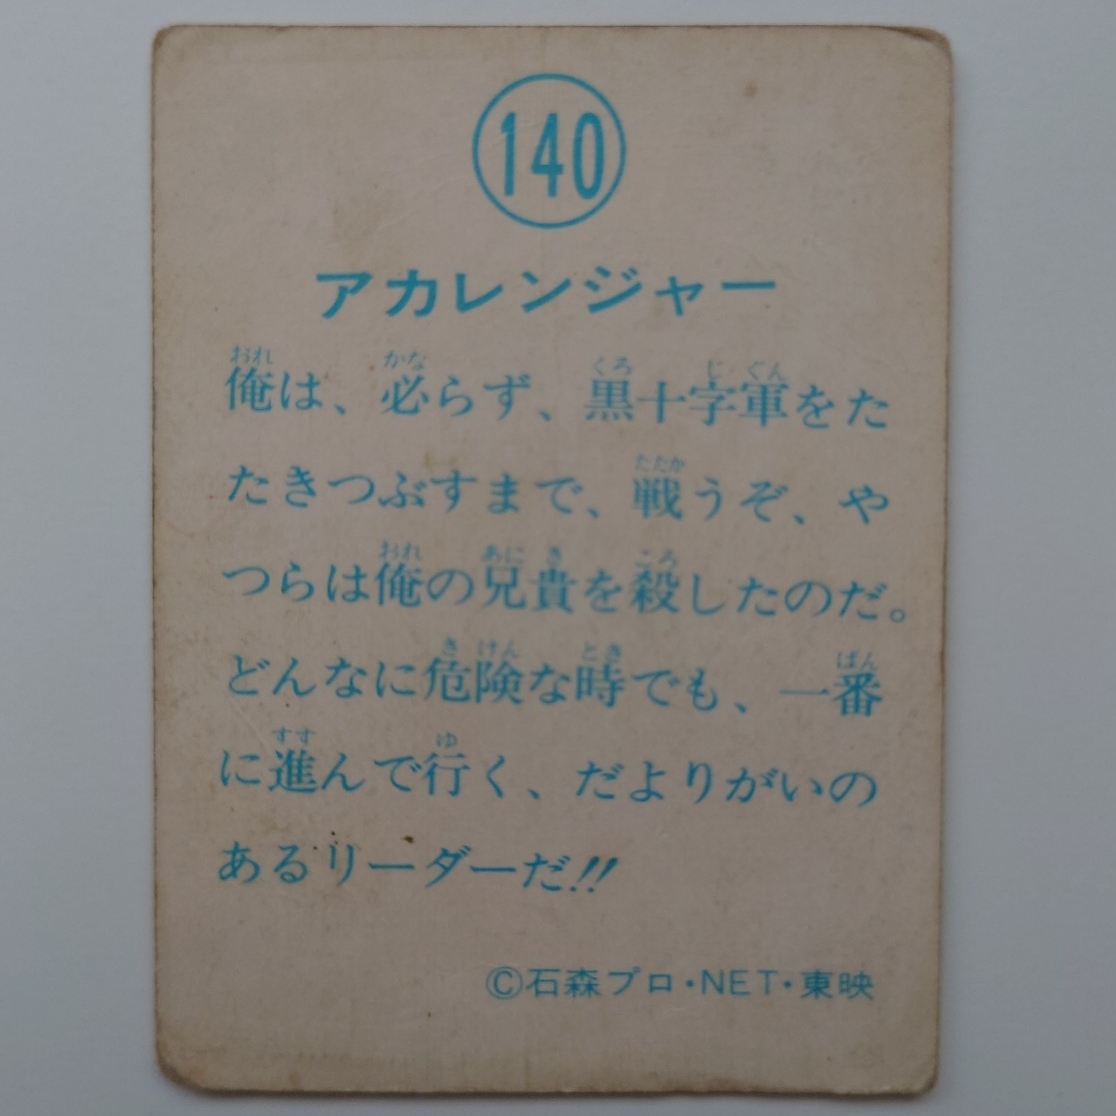 140
アカレンジャー
俺は、必らず、黒十字軍をた
たきつぶすまで、戦うぞ、や
つらは俺の兄貴を殺したのだ。
どんなに危険な時でも、一番
に進んで行く、だよりがいの
あるリーダーだ!!
©石森プロ・NET・東映